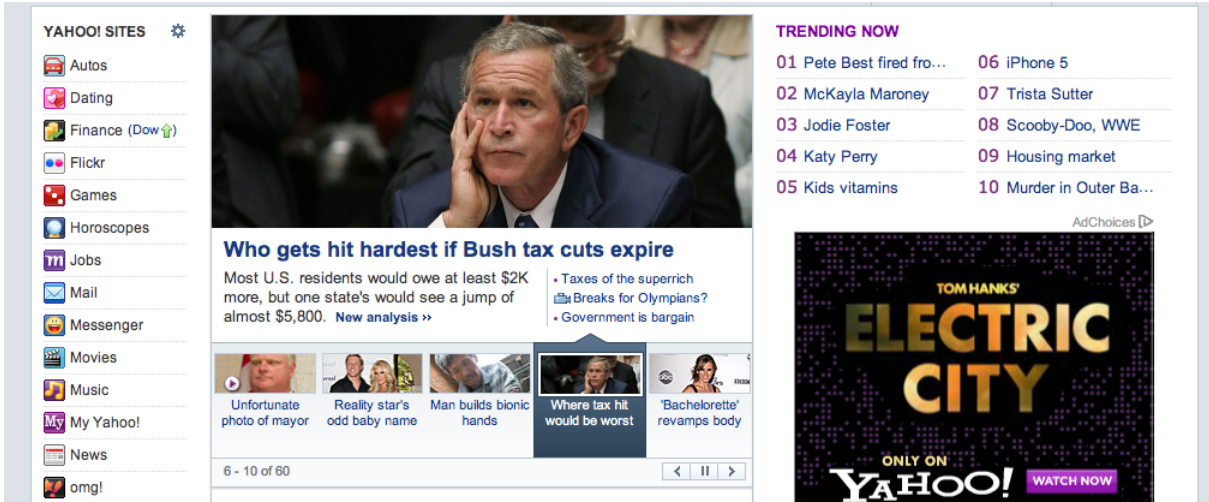 YAHOO! SITES
Autos
Dating
Finance (Dow )
Flickr
Games
Horoscopes
Jobs
Mail
Messenger
Movies
Music
My Yahoo!
News
omg!
Who gets hit hardest if Bush tax cuts expire
Most U.S. residents would owe at least $2K
more, but one state's would see a jump of
almost $5,800. New analysis »
• Taxes of the superrich
Breaks for Olympians?
• Government is bargain
Unfortunate
photo of mayor
Reality star's
odd baby name
Man builds bionic
hands
Where tax hit
would be worst
'Bachelorette'
revamps body
6 - 10 of 60
TRENDING NOW
01 Pete Best fired fro...
02 McKayla Maroney
03 Jodie Foster
04 Katy Perry
05 Kids vitamins
06 iPhone 5
07 Trista Sutter
08 Scooby-Doo, WWE
09 Housing market
10 Murder in Outer Ba...
AdChoices
TOM HANKS'
ELECTRIC
CITY
ONLY ON
YAHOO! WATCH NOW